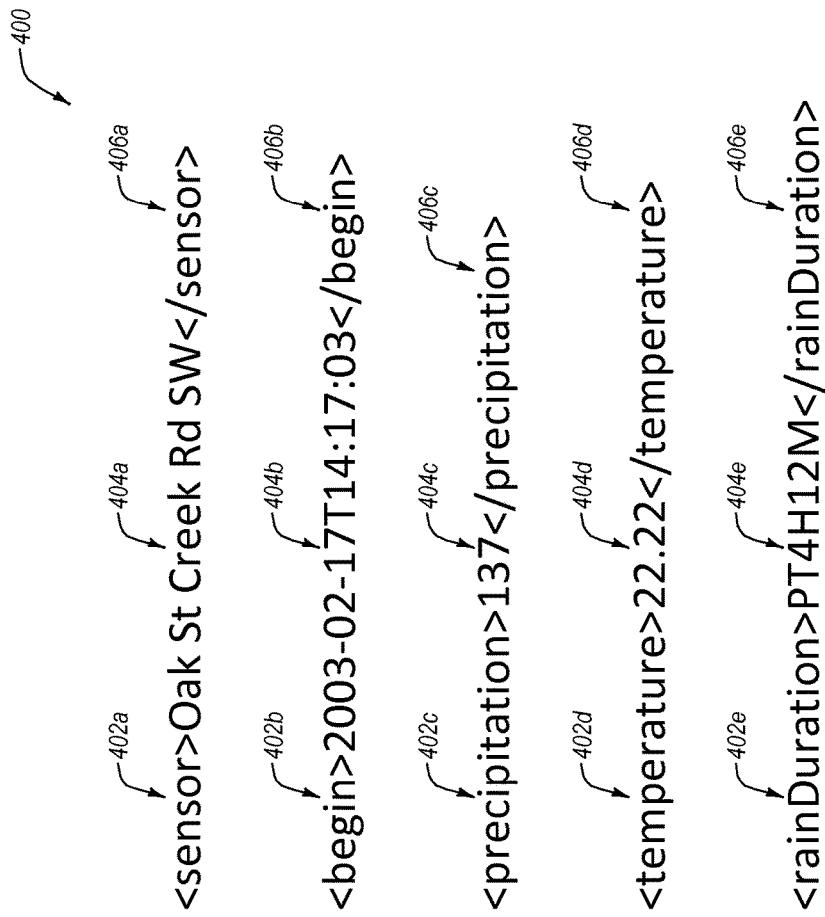 400
402a 404a 406a
<sensor>Oak St Creek Rd SW</sensor>
402b 404b 406b
<begin>2003-02-17T14:17:03</begin>
402c 404c 406c
<precipitation>137</precipitation>
402d 404d 406d
<temperature>22.22</temperature>
402e 404e 406e
<rainDuration>PT4H12M</rainDuration>